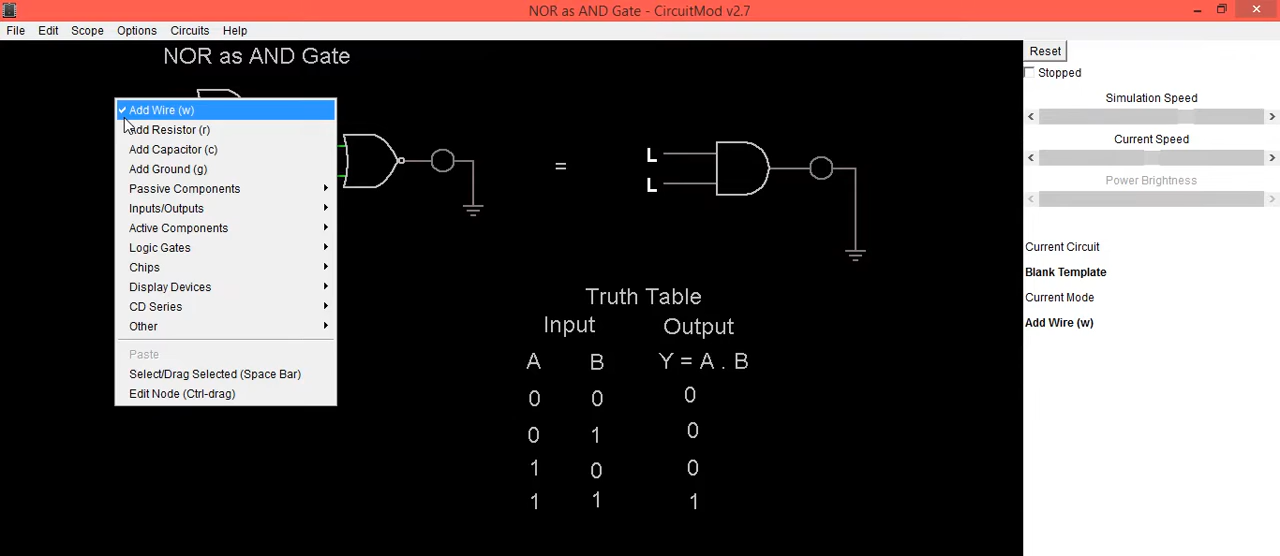 NOR as AND Gate - CircuitMod v2.7
File Edit Scope Options Circuits Help
NOR as AND Gate
Add Wire (w)
Add Resistor (r)
Add Capacitor (c)
Add Ground (g)
Passive Components
Inputs/Outputs
Active Components
Logic Gates
Chips
Display Devices
CD Series
Other
Paste
Select/Drag Selected (Space Bar)
Edit Node (Ctrl-drag)
=
L
L
Truth Table
Input Output
A B Y = A . B
0 0 0
0 1 0
1 0 0
1 1 1
Reset
Stopped
Simulation Speed
Current Speed
Power Brightness
Current Circuit
Blank Template
Current Mode
Add Wire (w)